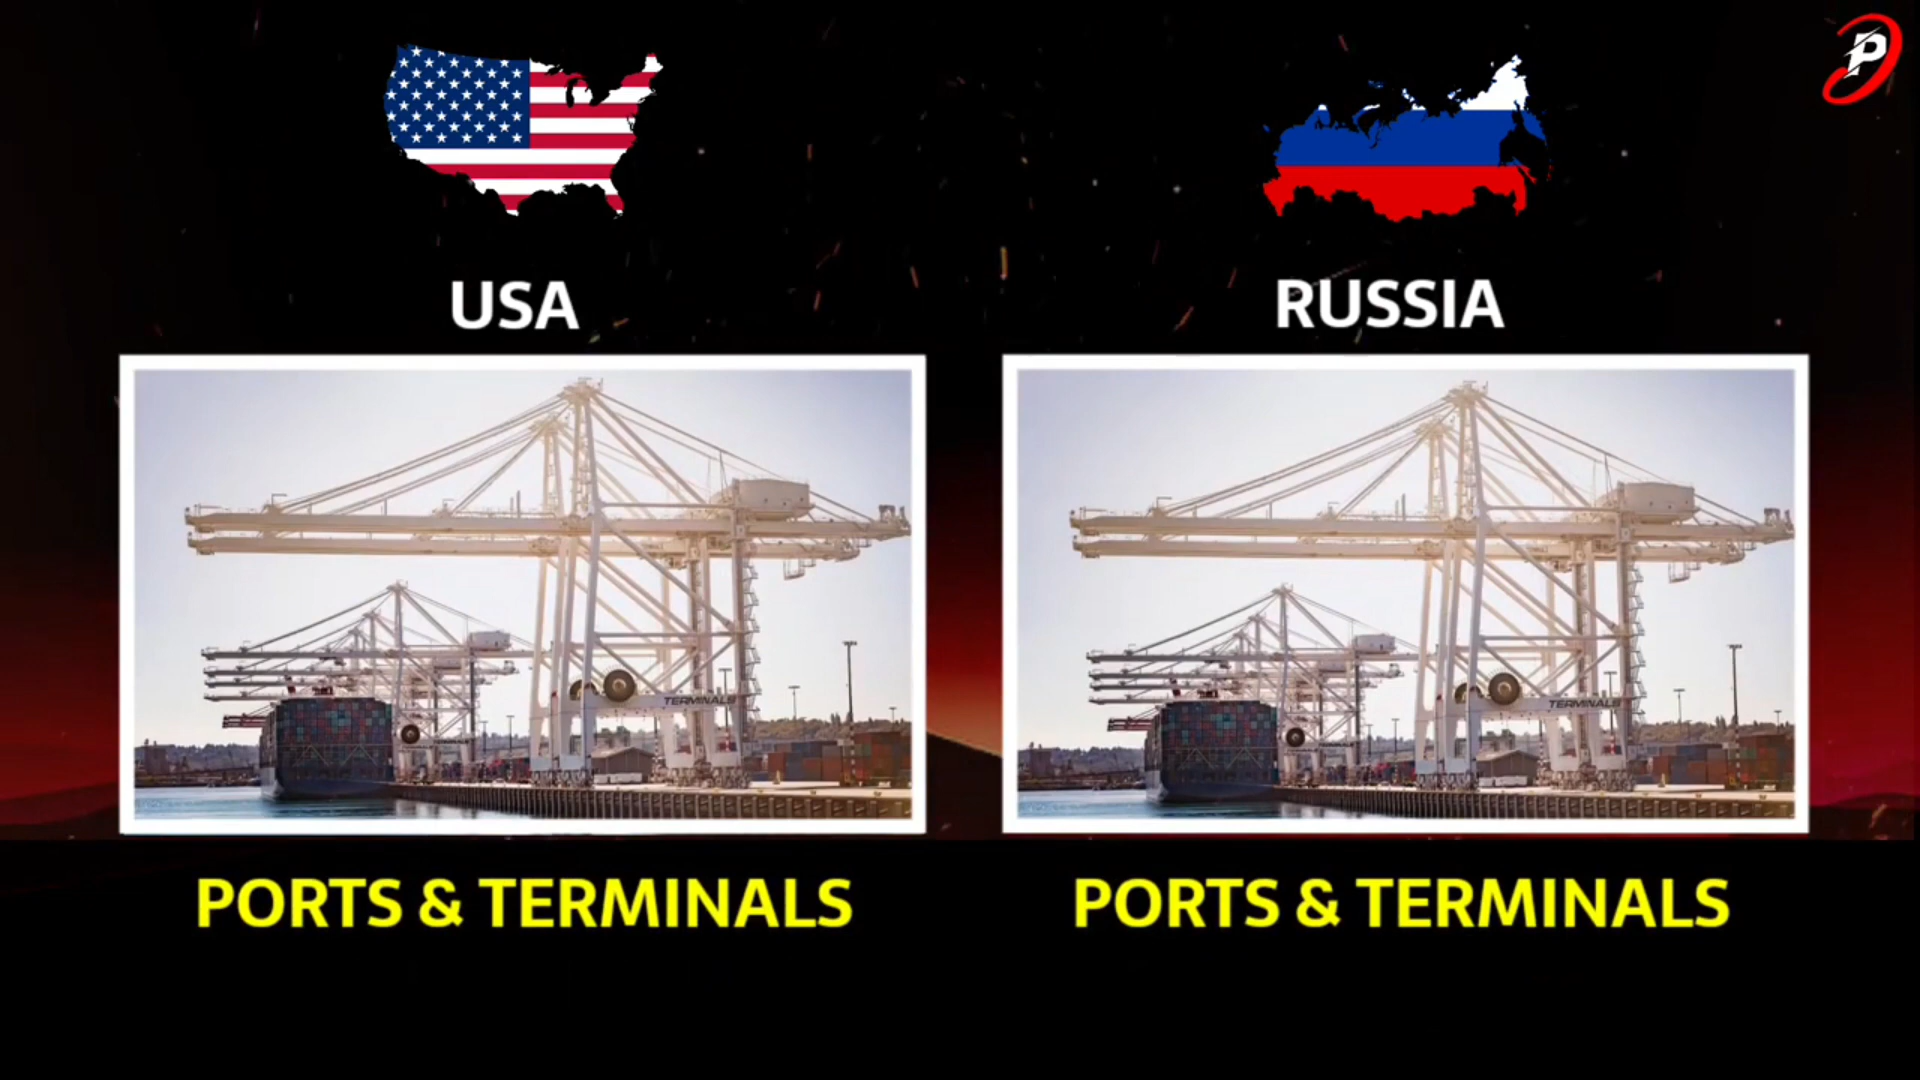 P
USA
RUSSIA
TERMINALS
TERMINALS
PORTS & TERMINALS
PORTS & TERMINALS